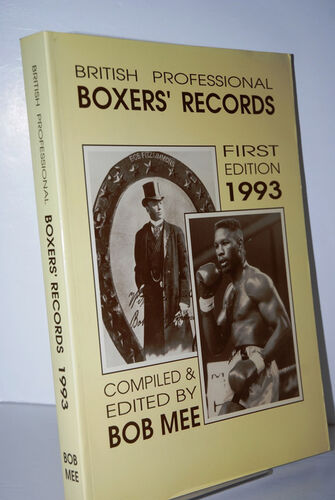 BRITISH PROFESSIONAL
BOXERS' RECORDS
FIRST
EDITION
1993
BOB FITZSIMMONS
COMPILED &
EDITED BY
BOB MEE
BRITISH PROFESSIONAL
BOXERS' RECORDS 1993
BOB
MEE